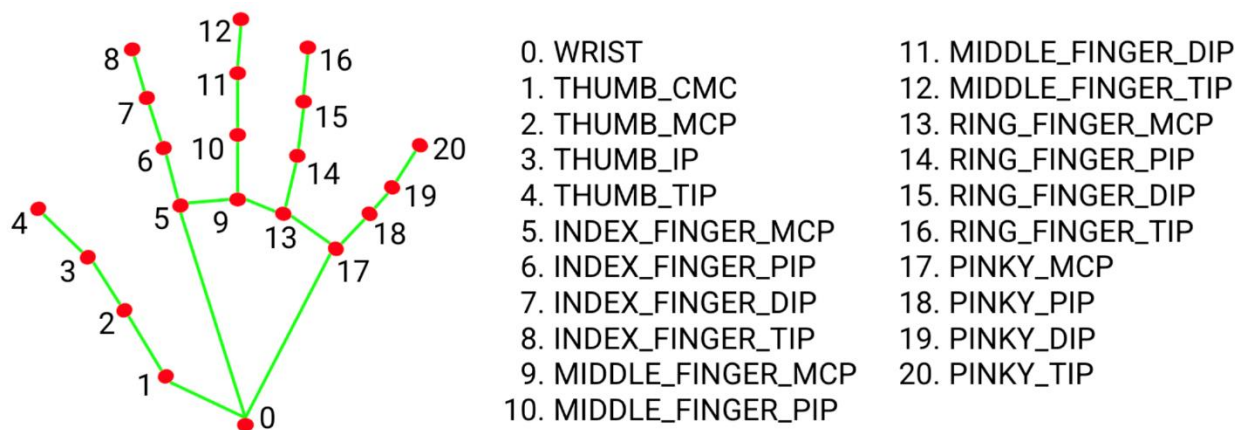 12
8
16
11
7
15
10
6
20
14
19
4
5
9
18
13
3
17
2
1
0
0. WRIST
1. THUMB_CMC
2. THUMB_MCP
3. THUMB_IP
4. THUMB_TIP
5. INDEX_FINGER_MCP
6. INDEX_FINGER_PIP
7. INDEX_FINGER_DIP
8. INDEX_FINGER_TIP
9. MIDDLE_FINGER_MCP
10. MIDDLE_FINGER_PIP
11. MIDDLE_FINGER_DIP
12. MIDDLE_FINGER_TIP
13. RING_FINGER_MCP
14. RING_FINGER_PIP
15. RING_FINGER_DIP
16. RING_FINGER_TIP
17. PINKY_MCP
18. PINKY_PIP
19. PINKY_DIP
20. PINKY_TIP